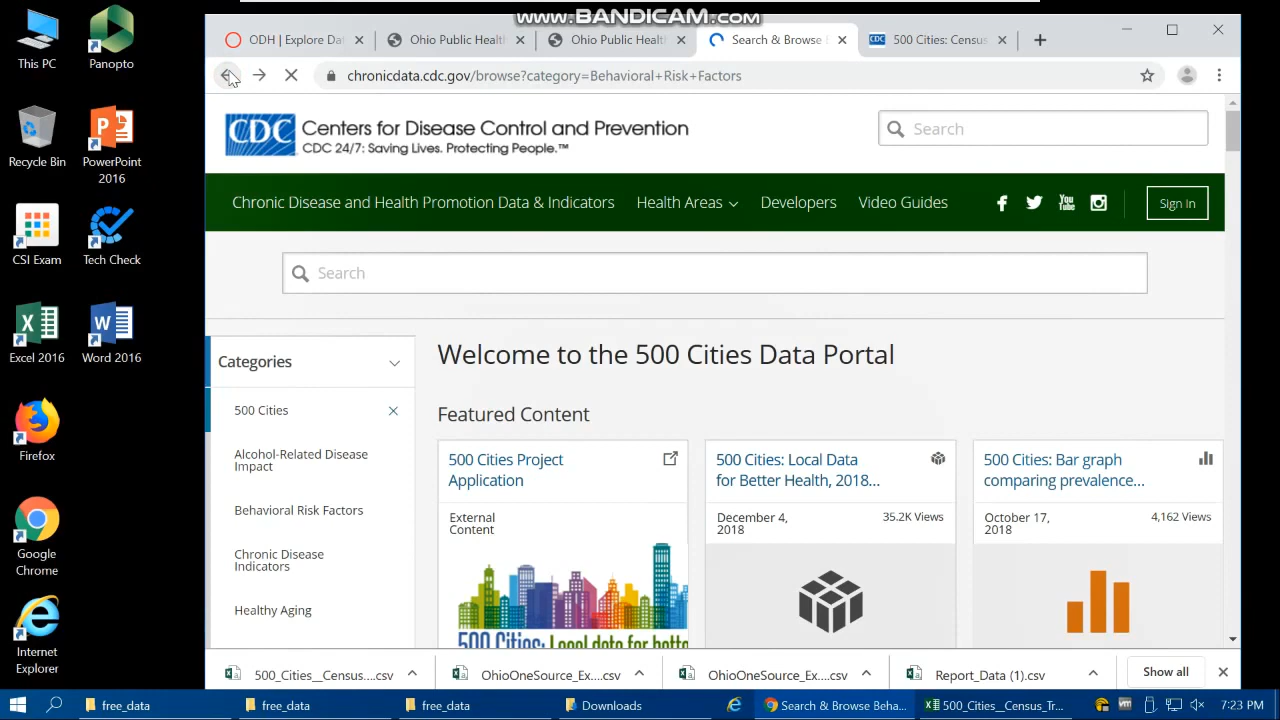 www.BANDICAM.com
This PC
Panopto
Recycle Bin
PowerPoint
2016
CSI Exam
Tech Check
Excel 2016
Word 2016
Firefox
Google
Chrome
Internet
Explorer
ODH | Explore Da
Ohio Public Healt
Ohio Public Healt
Search & Browse
500 Cities: Census
chronicdata.cdc.gov/browse?category=Behavioral+Risk+Factors
CDC
Centers for Disease Control and Prevention
CDC 24/7: Saving Lives. Protecting People.™
Search
Chronic Disease and Health Promotion Data & Indicators
Health Areas
Developers
Video Guides
Sign In
Search
Categories
500 Cities
Alcohol-Related Disease
Impact
Behavioral Risk Factors
Chronic Disease
Indicators
Healthy Aging
Welcome to the 500 Cities Data Portal
Featured Content
500 Cities Project
Application
External
Content
500 Cities: Local data for bette
500 Cities: Local Data
for Better Health, 2018...
December 4,
2018
35.2K Views
500 Cities: Bar graph
comparing prevalence...
October 17,
2018
4,162 Views
500_Cities__Census....csv
OhioOneSource_Ex....csv
OhioOneSource_Ex....csv
Report_Data (1).csv
Show all
free_data
free_data
free_data
Downloads
Search & Browse Beha...
500_Cities__Census_Tr...
7:23 PM